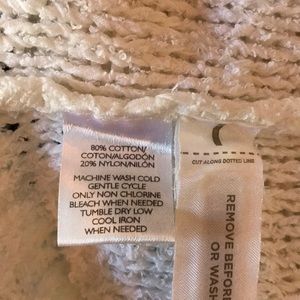 80% COTTON/
COTON/ALGODÓN
20% NYLON/NILÓN
MACHINE WASH COLD
GENTLE CYCLE
ONLY NON CHLORINE
BLEACH WHEN NEEDED
TUMBLE DRY LOW
COOL IRON
WHEN NEEDED
CUT ALONG DOTTED LINES
REMOVE BEFOR
OR WASH